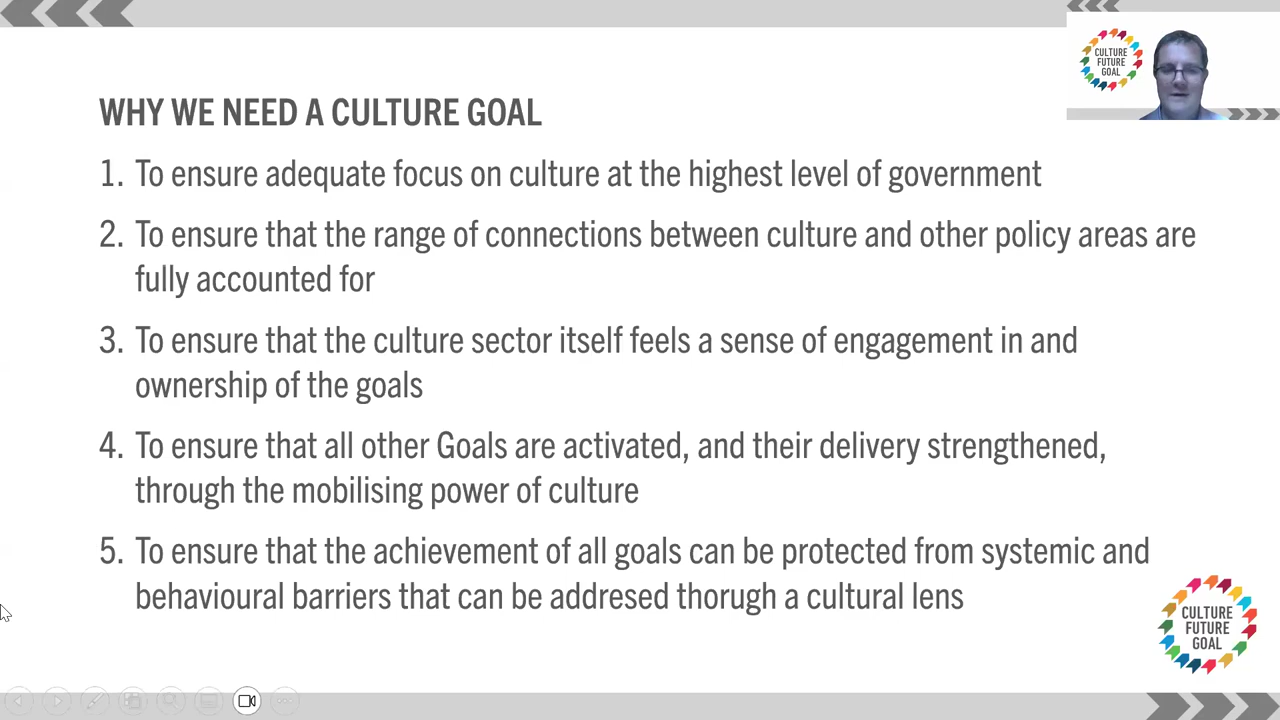 CULTURE
FUTURE
GOAL
WHY WE NEED A CULTURE GOAL
1. To ensure adequate focus on culture at the highest level of government
2. To ensure that the range of connections between culture and other policy areas are
fully accounted for
3. To ensure that the culture sector itself feels a sense of engagement in and
ownership of the goals
4. To ensure that all other Goals are activated, and their delivery strengthened,
through the mobilising power of culture
5. To ensure that the achievement of all goals can be protected from systemic and
behavioural barriers that can be addresed thorugh a cultural lens
CULTURE
FUTURE
GOAL